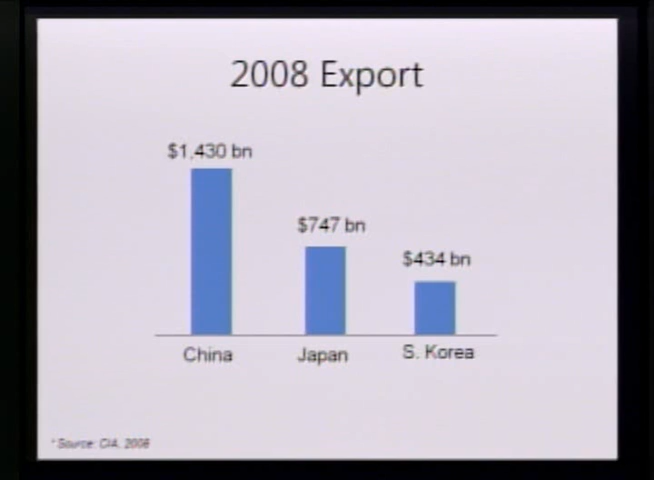 2008 Export
$1,430 bn
$747 bn
$434 bn
China
Japan
S. Korea
* Source: CIA, 2008